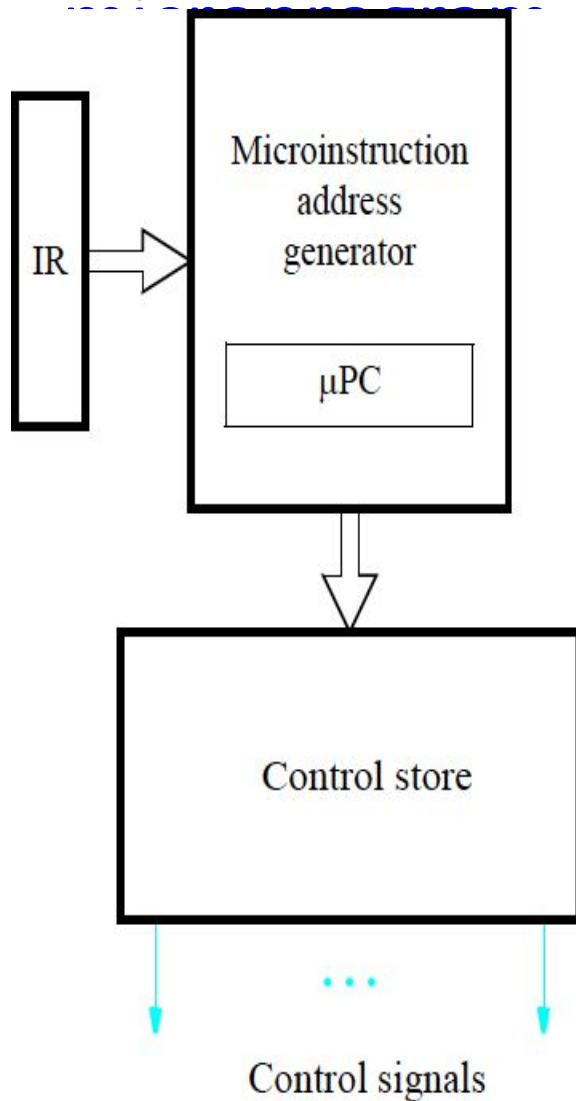 Microinstruction
address
generator
IR
μPC
Control store
...
Control signals